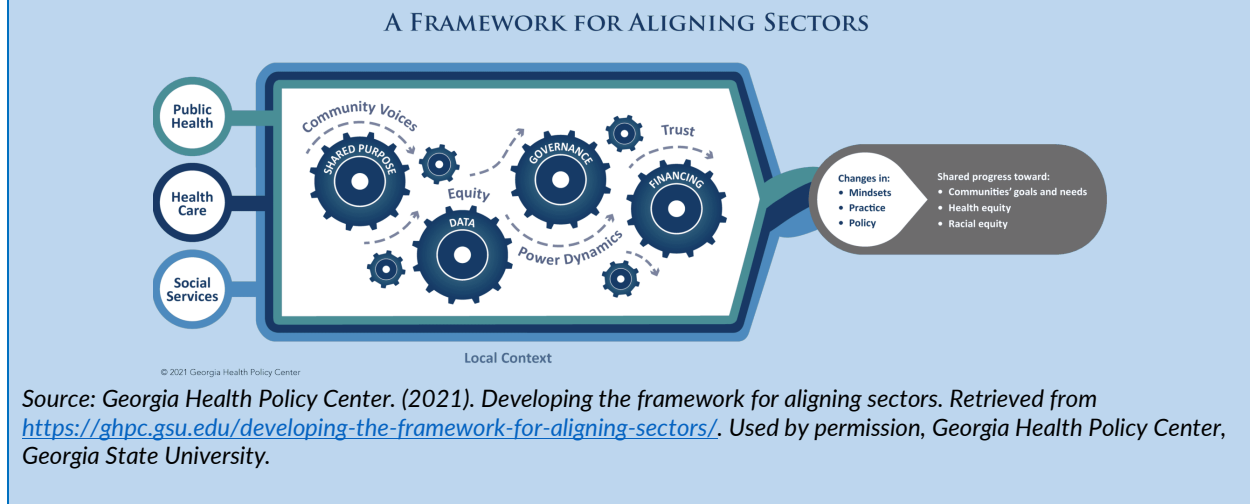 A FRAMEWORK FOR ALIGNING SECTORS
Public
Health
Health
Care
Social
Services
Community Voices
SHARED PURPOSE
Equity
DATA
GOVERNANCE
Power Dynamics
Trust
FINANCING
Changes in:
• Mindsets
• Practice
• Policy
Shared progress toward:
• Communities' goals and needs
• Health equity
• Racial equity
Local Context
© 2021 Georgia Health Policy Center
Source: Georgia Health Policy Center. (2021). Developing the framework for aligning sectors. Retrieved from
https://ghpc.gsu.edu/developing-the-framework-for-aligning-sectors/. Used by permission, Georgia Health Policy Center,
Georgia State University.